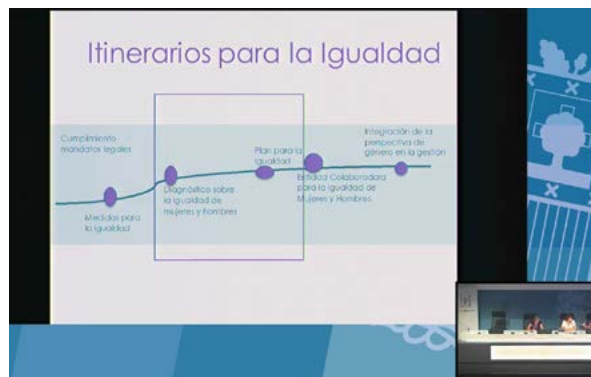 Itinerarios para la Igualdad
Cumplimiento
mandatos legales
Medidas para
la igualdad
Diagnóstico sobre
la igualdad de
mujeres y hombres
Plan para la
igualdad
Entidad Colaboradora
para la igualdad de
Mujeres y Hombres
Integración de la
perspectiva de
género en la gestión